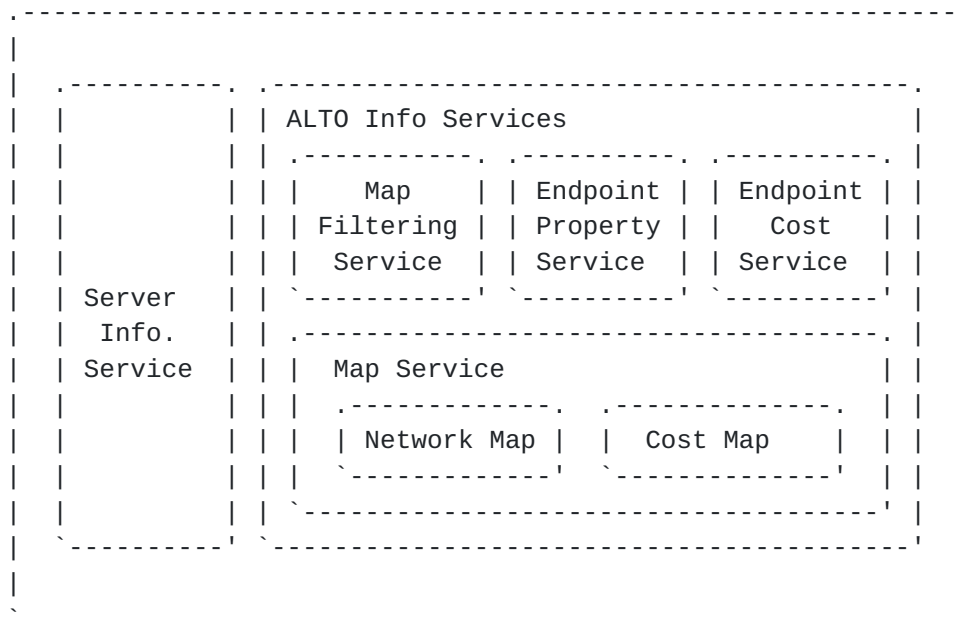 ALTO Info Services
Map Endpoint Endpoint
Filtering Property Cost
Service Service Service
Server
Info.
Service Map Service
Network Map Cost Map